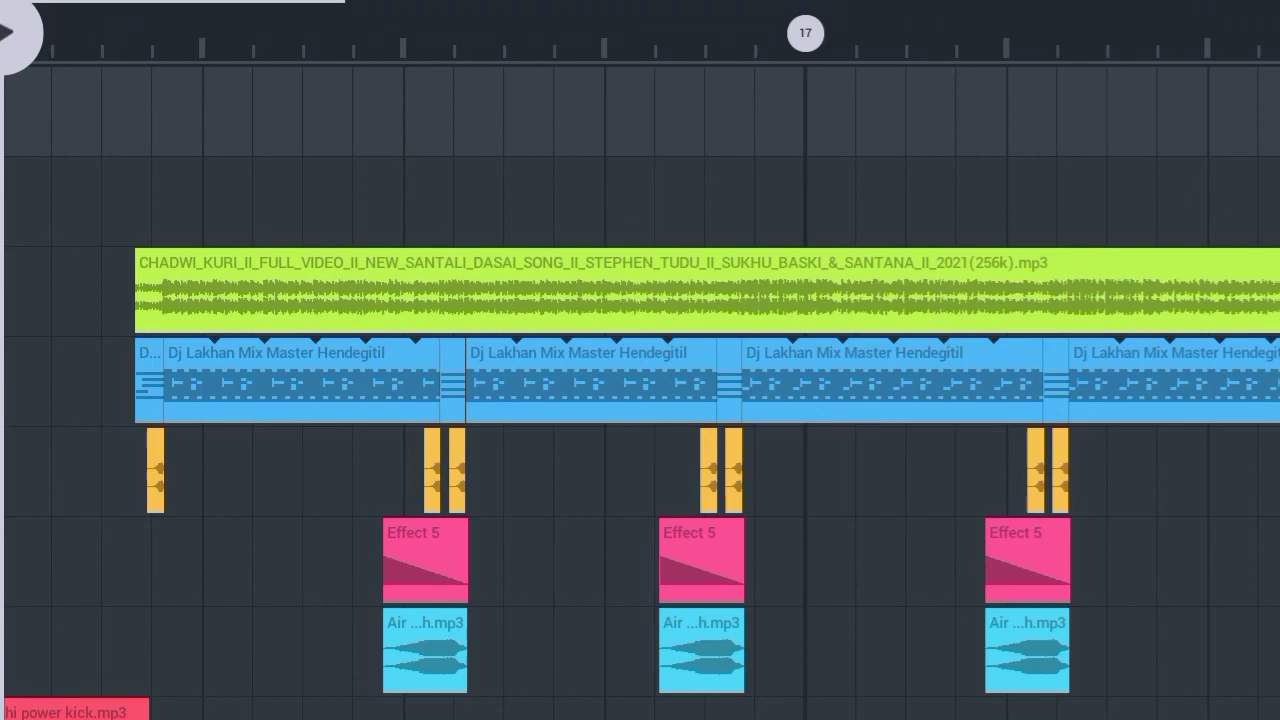 17
CHADWI_KURI_II_FULL_VIDEO_II_NEW_SANTALI_DASAI_SONG_II_STEPHEN_TUDU_II_SUKHU_BASKI_&_SANTANA_II_2021(256k).mp3
D... Dj Lakhan Mix Master Hendegitil Dj Lakhan Mix Master Hendegitil Dj Lakhan Mix Master Hendegitil Dj Lakhan Mix Master Hendegit
Effect 5 Effect 5 Effect 5
Air ...h.mp3 Air ...h.mp3 Air ...h.mp3
hi power kick.mp3